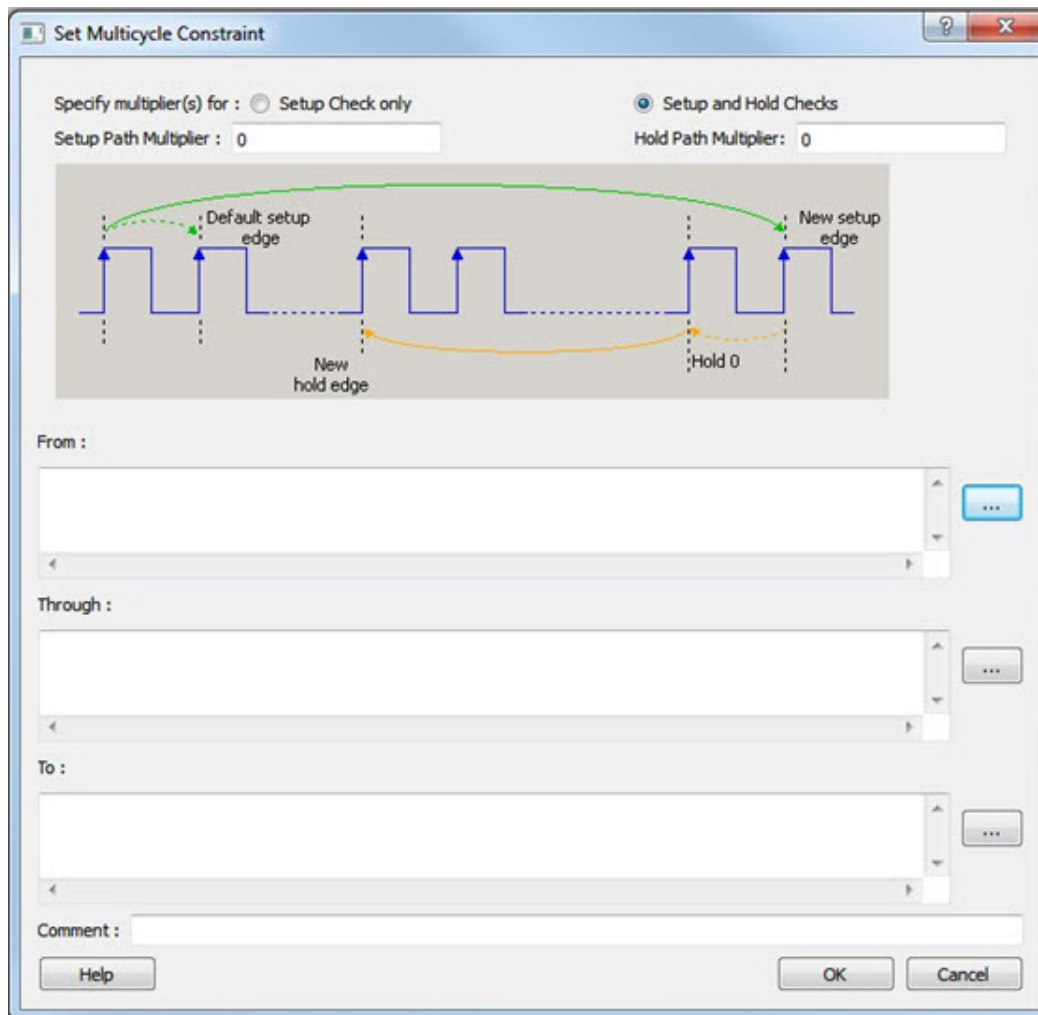 Set Multicycle Constraint
Specify multiplier(s) for : Setup Check only Setup and Hold Checks
Setup Path Multiplier : 0 Hold Path Multiplier: 0
Default setup
edge
New setup
edge
New
hold edge
Hold 0
From :
...
Through :
...
To :
...
Comment :
Help OK Cancel